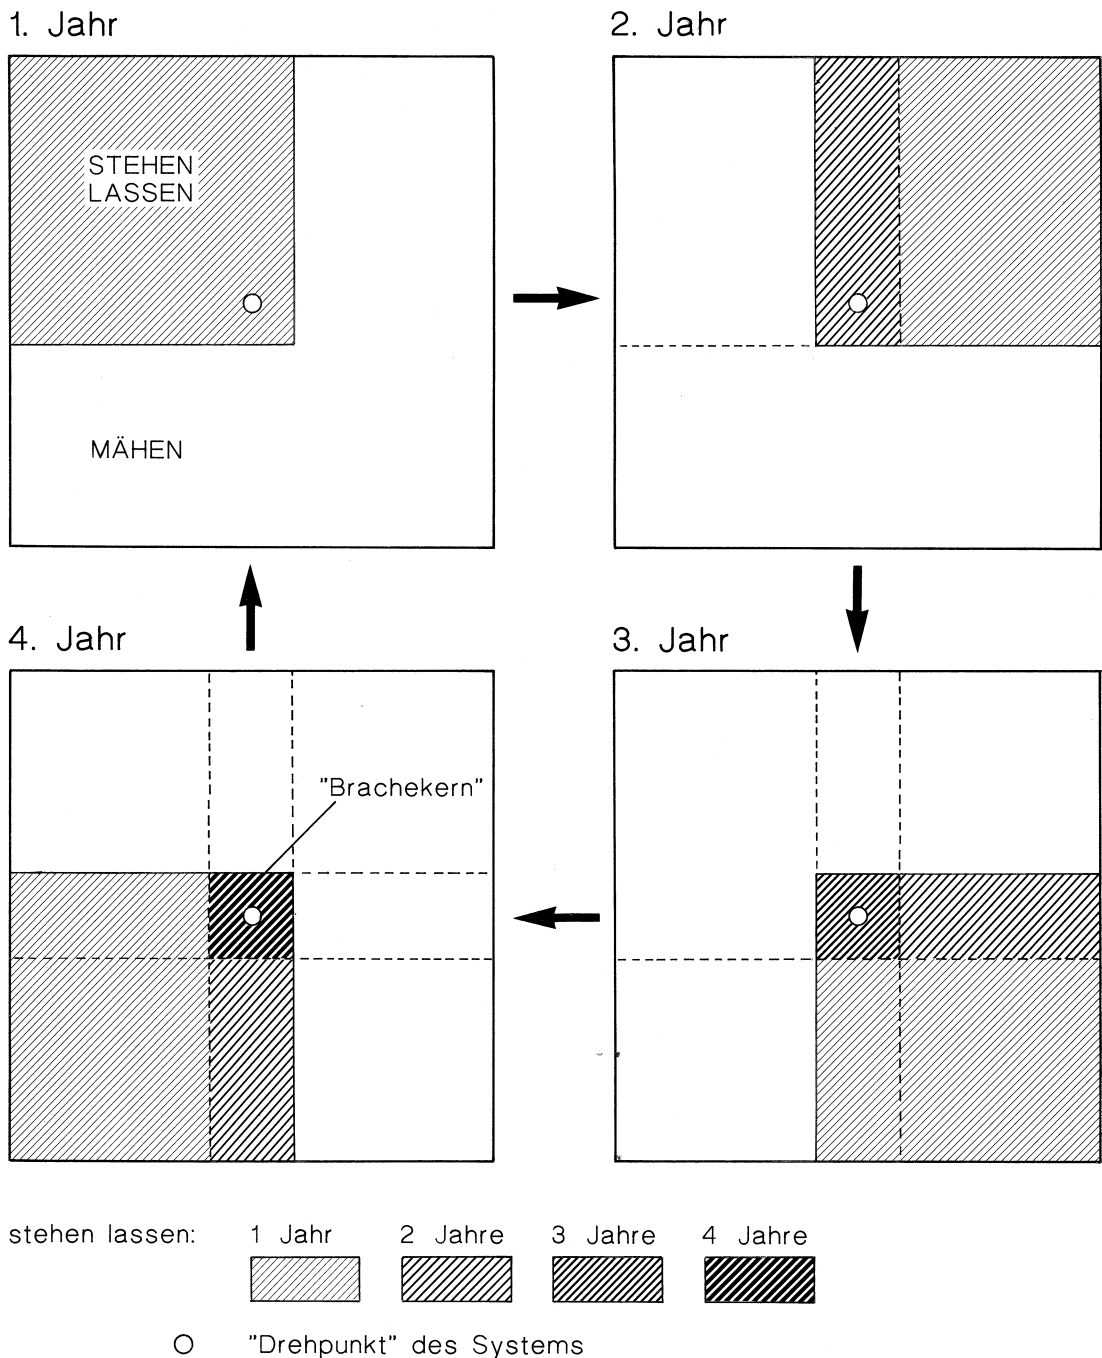 1. Jahr
2. Jahr
STEHEN
LASSEN
MÄHEN
4. Jahr
3. Jahr
"Brachekern"
stehen lassen:
1 Jahr
2 Jahre
3 Jahre
4 Jahre
"Drehpunkt" des Systems